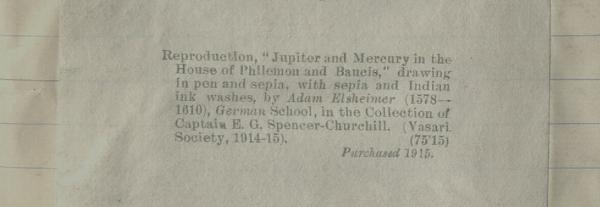 Reproduction, "Jupiter and Mercury in the
House of Philemon and Baucis," drawing
in pen and sepia, with sepia and Indian
ink washes, by Adam Elsheimer (1578—
1610), German School, in the Collection of
Captain E. G. Spencer-Churchill. (Vasari
Society, 1914-15). (75'15)
Purchased 1915.